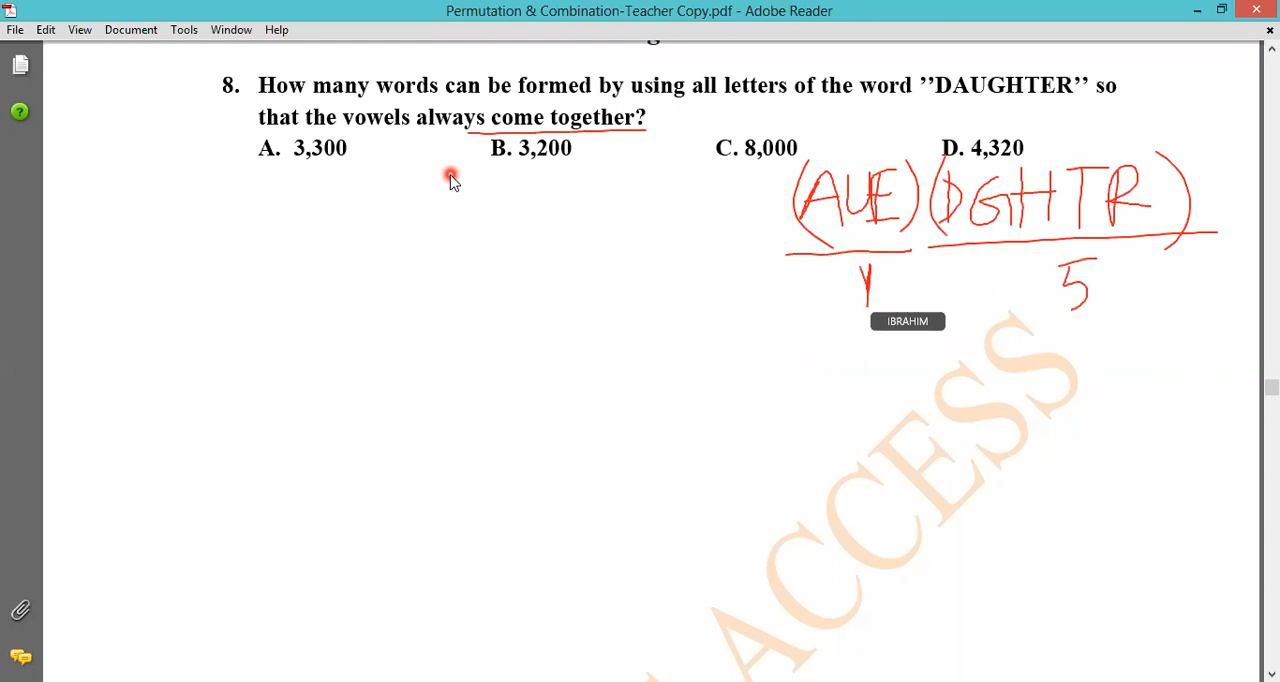 Permutation & Combination-Teacher Copy.pdf - Adobe Reader
File Edit View Document Tools Window Help
8. How many words can be formed by using all letters of the word ’’DAUGHTER’’ so
that the vowels always come together?
A. 3,300 B. 3,200 C. 8,000 D. 4,320
(AUE) (DGHTR)
1 5
IBRAHIM
ACCESS